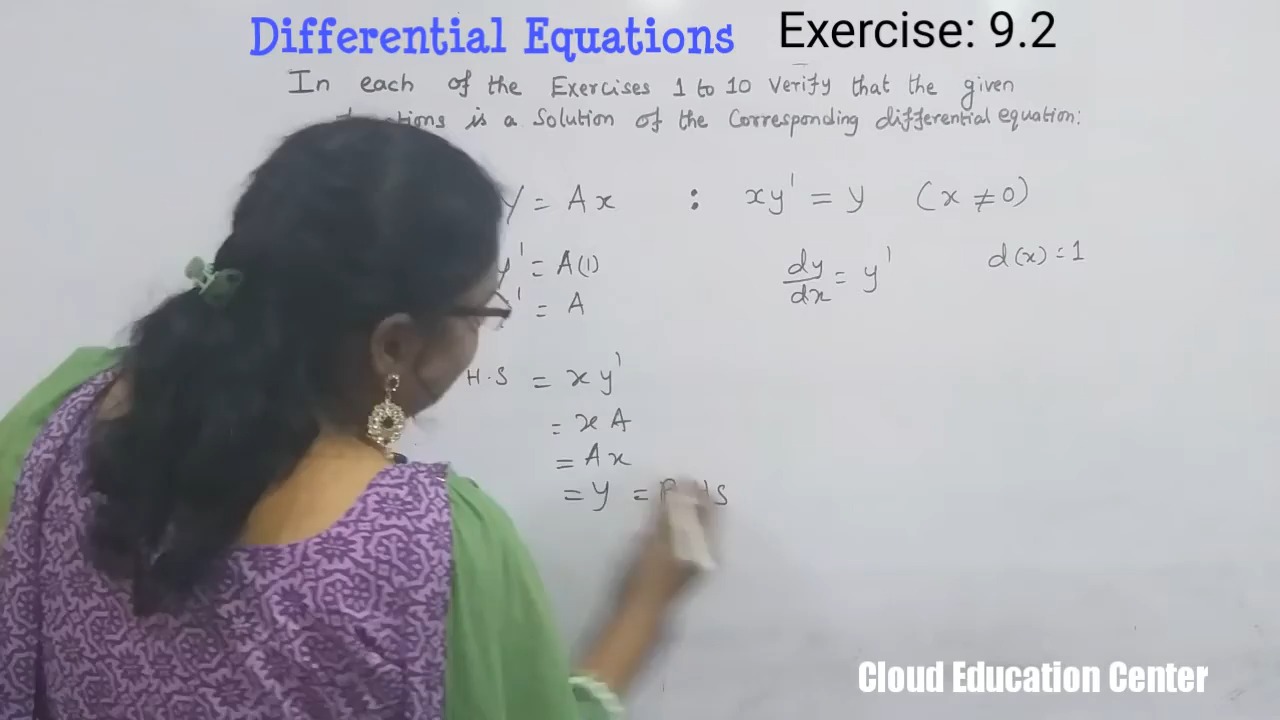 Differential Equations Exercise: 9.2
In each of the Exercises 1 to 10 Verify that the given
is a Solution of the Corresponding differential equation:
y = Ax : xy' = y (x ≠ 0)
y' = A(1) dy/dx = y' d(x) = 1
' = A
H.S = xy'
= xA
= Ax
= y =
Cloud Education Center